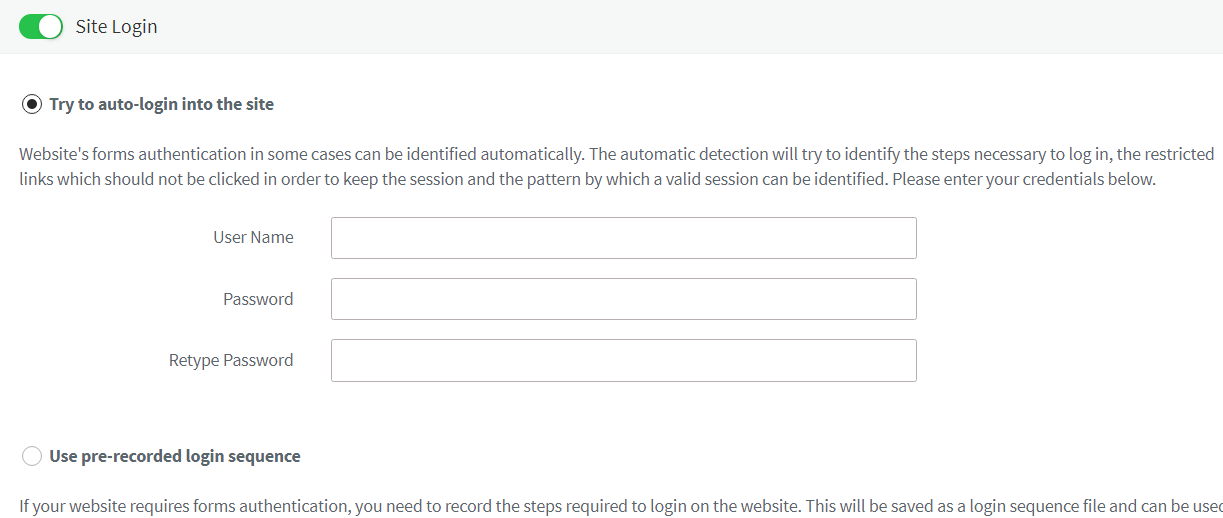 Site Login
Try to auto-login into the site
Website's forms authentication in some cases can be identified automatically. The automatic detection will try to identify the steps necessary to log in, the restricted
links which should not be clicked in order to keep the session and the pattern by which a valid session can be identified. Please enter your credentials below.
User Name
Password
Retype Password
Use pre-recorded login sequence
If your website requires forms authentication, you need to record the steps required to login on the website. This will be saved as a login sequence file and can be used